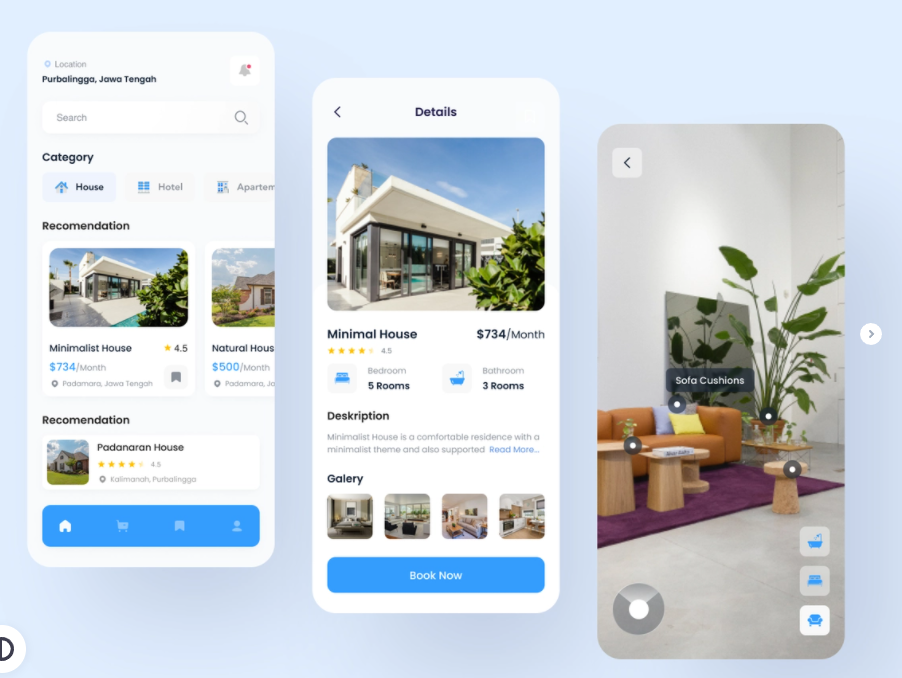 Location
Purbalingga, Jawa Tengah
Search
Category
House
Hotel
Apartem
Recomendation
Minimalist House
4.5
$734/Month
Padamara, Jawa Tengah
Natural Hous
$500/Month
Padamara, Ja
Recomendation
Padanaran House
4.5
Kalimanah, Purbalingga
Details
Minimal House
$734/Month
4.5
Bedroom
5 Rooms
Bathroom
3 Rooms
Deskription
Minimalist House is a comfortable residence with a
minimalist theme and also supported Read More...
Galery
Book Now
Sofa Cushions